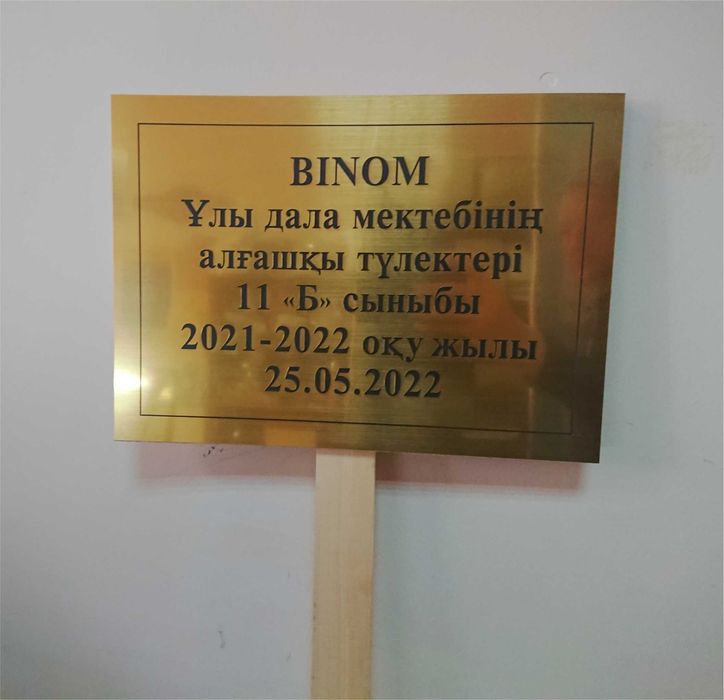 BINOM
Ұлы дала мектебінің
алғашқы түлектері
11 «Б» сыныбы
2021-2022 оқу жылы
25.05.2022